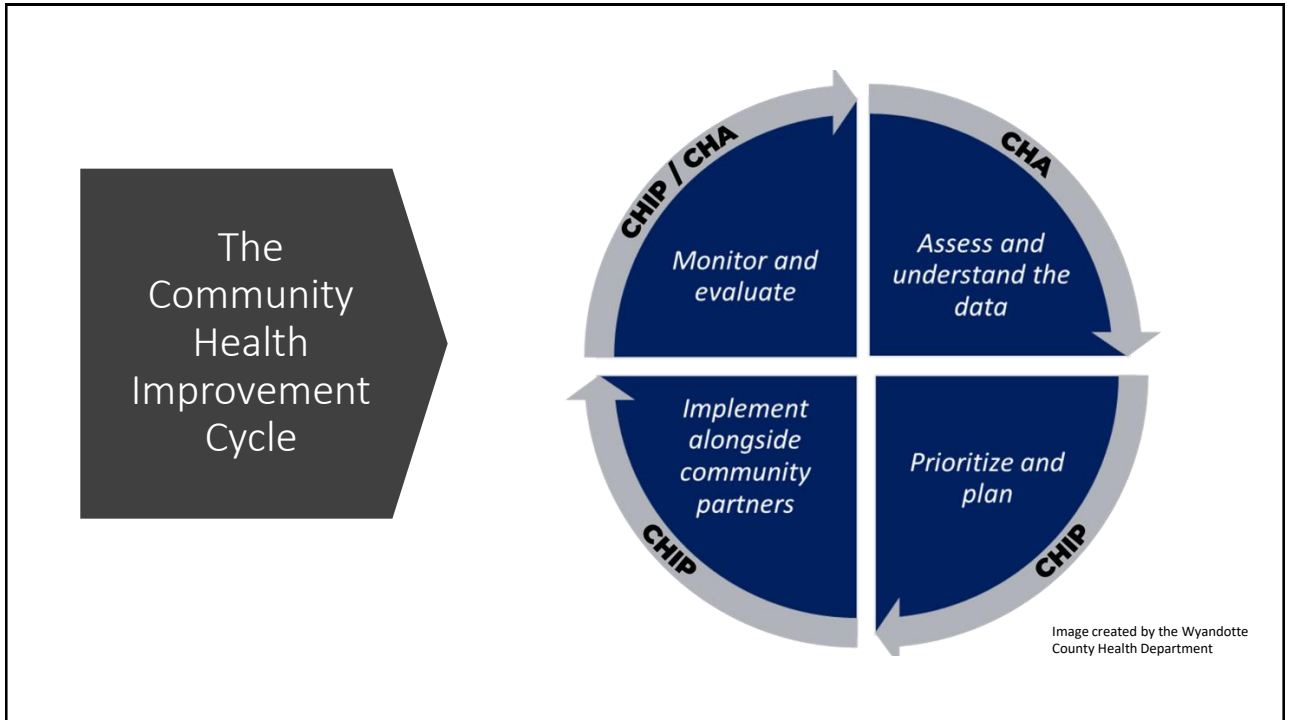 The
Community
Health
Improvement
Cycle
CHIP / CHA
Monitor and
evaluate
CHA
Assess and
understand the
data
Implement
alongside
community
partners
CHIP
Prioritize and
plan
CHIP
Image created by the Wyandotte
County Health Department